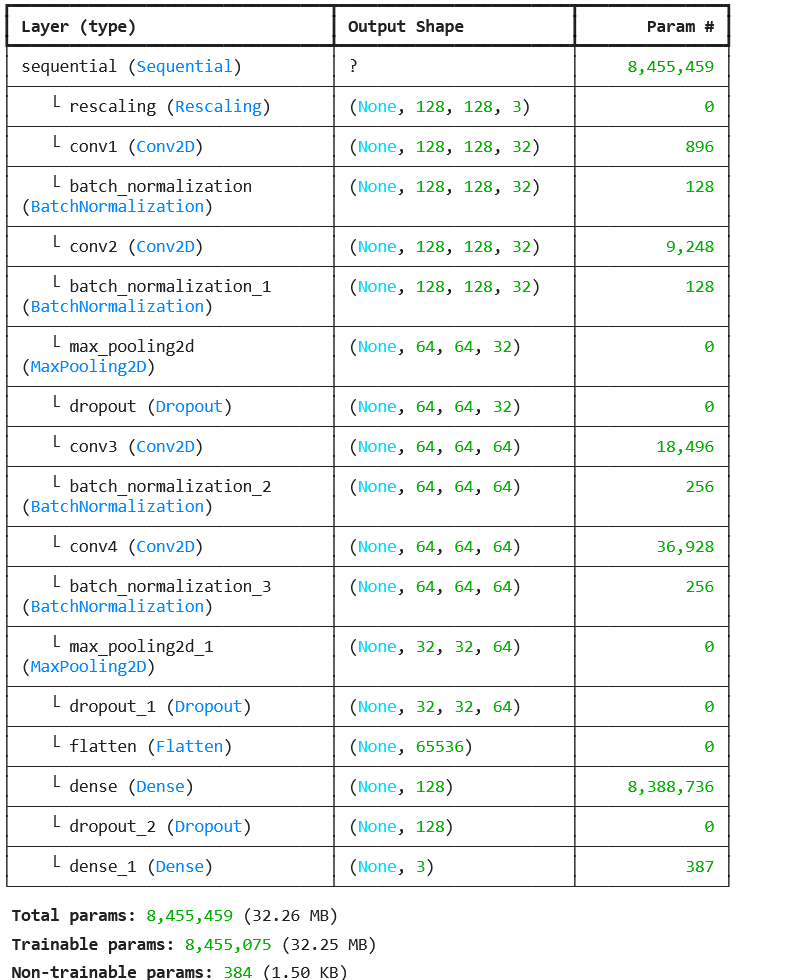 Layer (type) Output Shape Param #
sequential (Sequential) ? 8,455,459
└ rescaling (Rescaling) (None, 128, 128, 3) 0
└ conv1 (Conv2D) (None, 128, 128, 32) 896
└ batch_normalization (None, 128, 128, 32) 128
(BatchNormalization)
└ conv2 (Conv2D) (None, 128, 128, 32) 9,248
└ batch_normalization_1 (None, 128, 128, 32) 128
(BatchNormalization)
└ max_pooling2d (None, 64, 64, 32) 0
(MaxPooling2D)
└ dropout (Dropout) (None, 64, 64, 32) 0
└ conv3 (Conv2D) (None, 64, 64, 64) 18,496
└ batch_normalization_2 (None, 64, 64, 64) 256
(BatchNormalization)
└ conv4 (Conv2D) (None, 64, 64, 64) 36,928
└ batch_normalization_3 (None, 64, 64, 64) 256
(BatchNormalization)
└ max_pooling2d_1 (None, 32, 32, 64) 0
(MaxPooling2D)
└ dropout_1 (Dropout) (None, 32, 32, 64) 0
└ flatten (Flatten) (None, 65536) 0
└ dense (Dense) (None, 128) 8,388,736
└ dropout_2 (Dropout) (None, 128) 0
└ dense_1 (Dense) (None, 3) 387
Total params: 8,455,459 (32.26 MB)
Trainable params: 8,455,075 (32.25 MB)
Non-trainable params: 384 (1.50 KB)